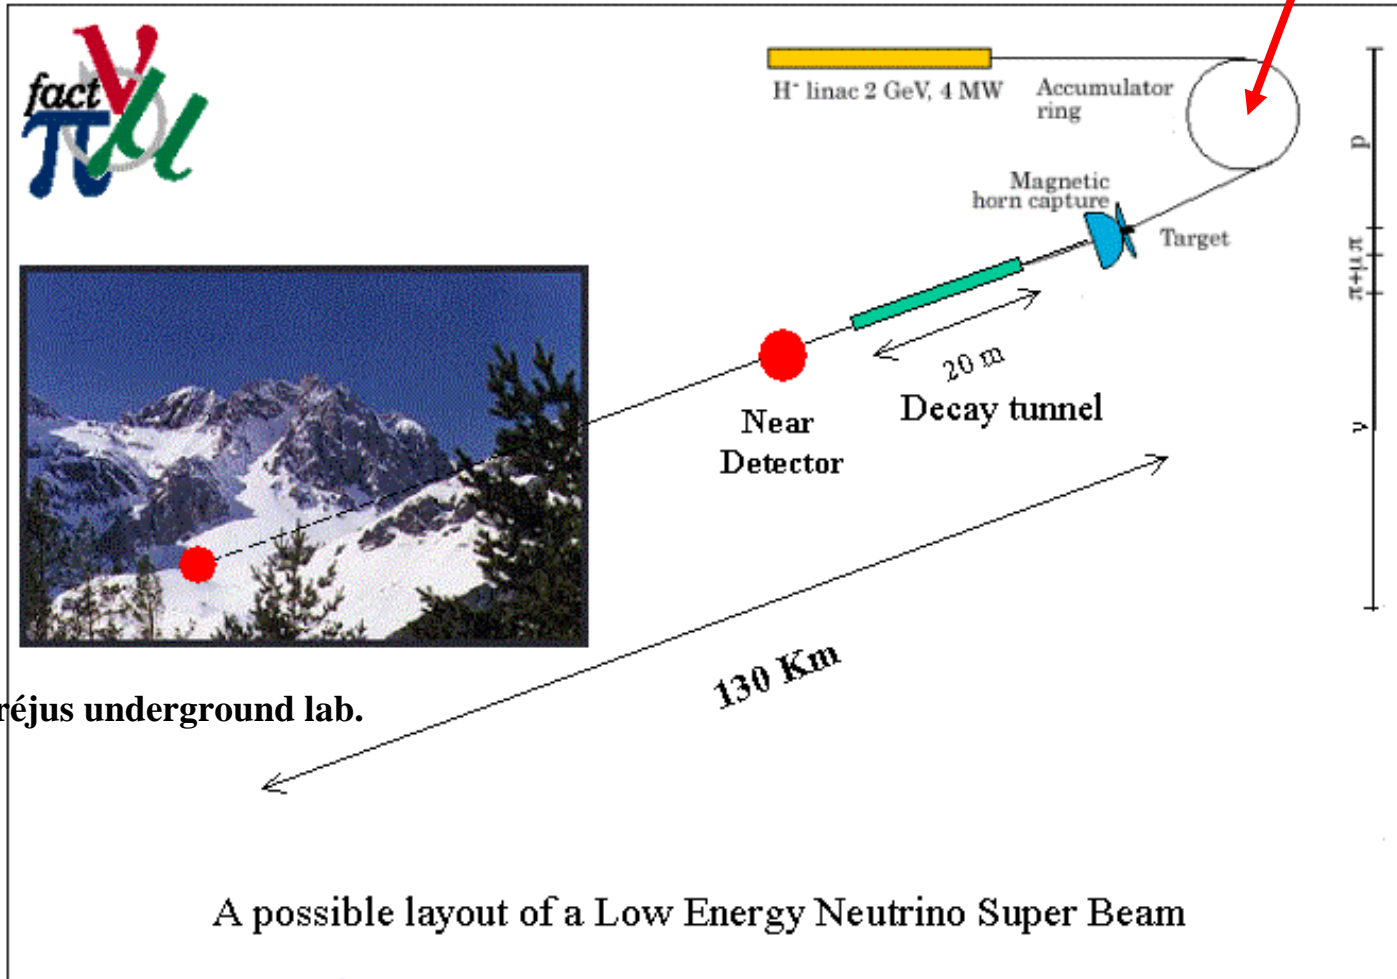 fact
πνμ
H⁻ linac 2 GeV, 4 MW
Accumulator
ring
Magnetic
horn capture
Target
p
π+μ π
ν
20 m
Decay tunnel
Near
Detector
130 Km
réjus underground lab.
A possible layout of a Low Energy Neutrino Super Beam